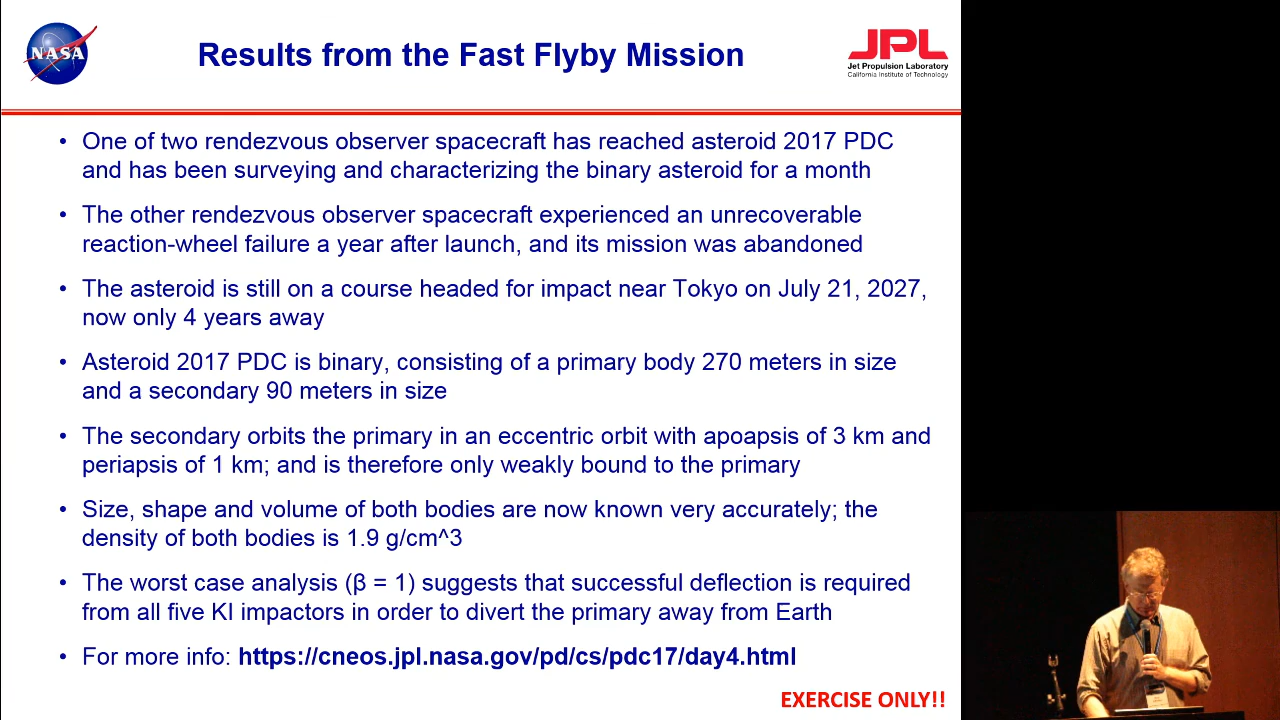 NASA
Results from the Fast Flyby Mission
JPL
Jet Propulsion Laboratory
California Institute of Technology
• One of two rendezvous observer spacecraft has reached asteroid 2017 PDC
and has been surveying and characterizing the binary asteroid for a month
• The other rendezvous observer spacecraft experienced an unrecoverable
reaction-wheel failure a year after launch, and its mission was abandoned
• The asteroid is still on a course headed for impact near Tokyo on July 21, 2027,
now only 4 years away
• Asteroid 2017 PDC is binary, consisting of a primary body 270 meters in size
and a secondary 90 meters in size
• The secondary orbits the primary in an eccentric orbit with apoapsis of 3 km and
periapsis of 1 km; and is therefore only weakly bound to the primary
• Size, shape and volume of both bodies are now known very accurately; the
density of both bodies is 1.9 g/cm^3
• The worst case analysis (β = 1) suggests that successful deflection is required
from all five KI impactors in order to divert the primary away from Earth
• For more info: https://cneos.jpl.nasa.gov/pd/cs/pdc17/day4.html
EXERCISE ONLY!!